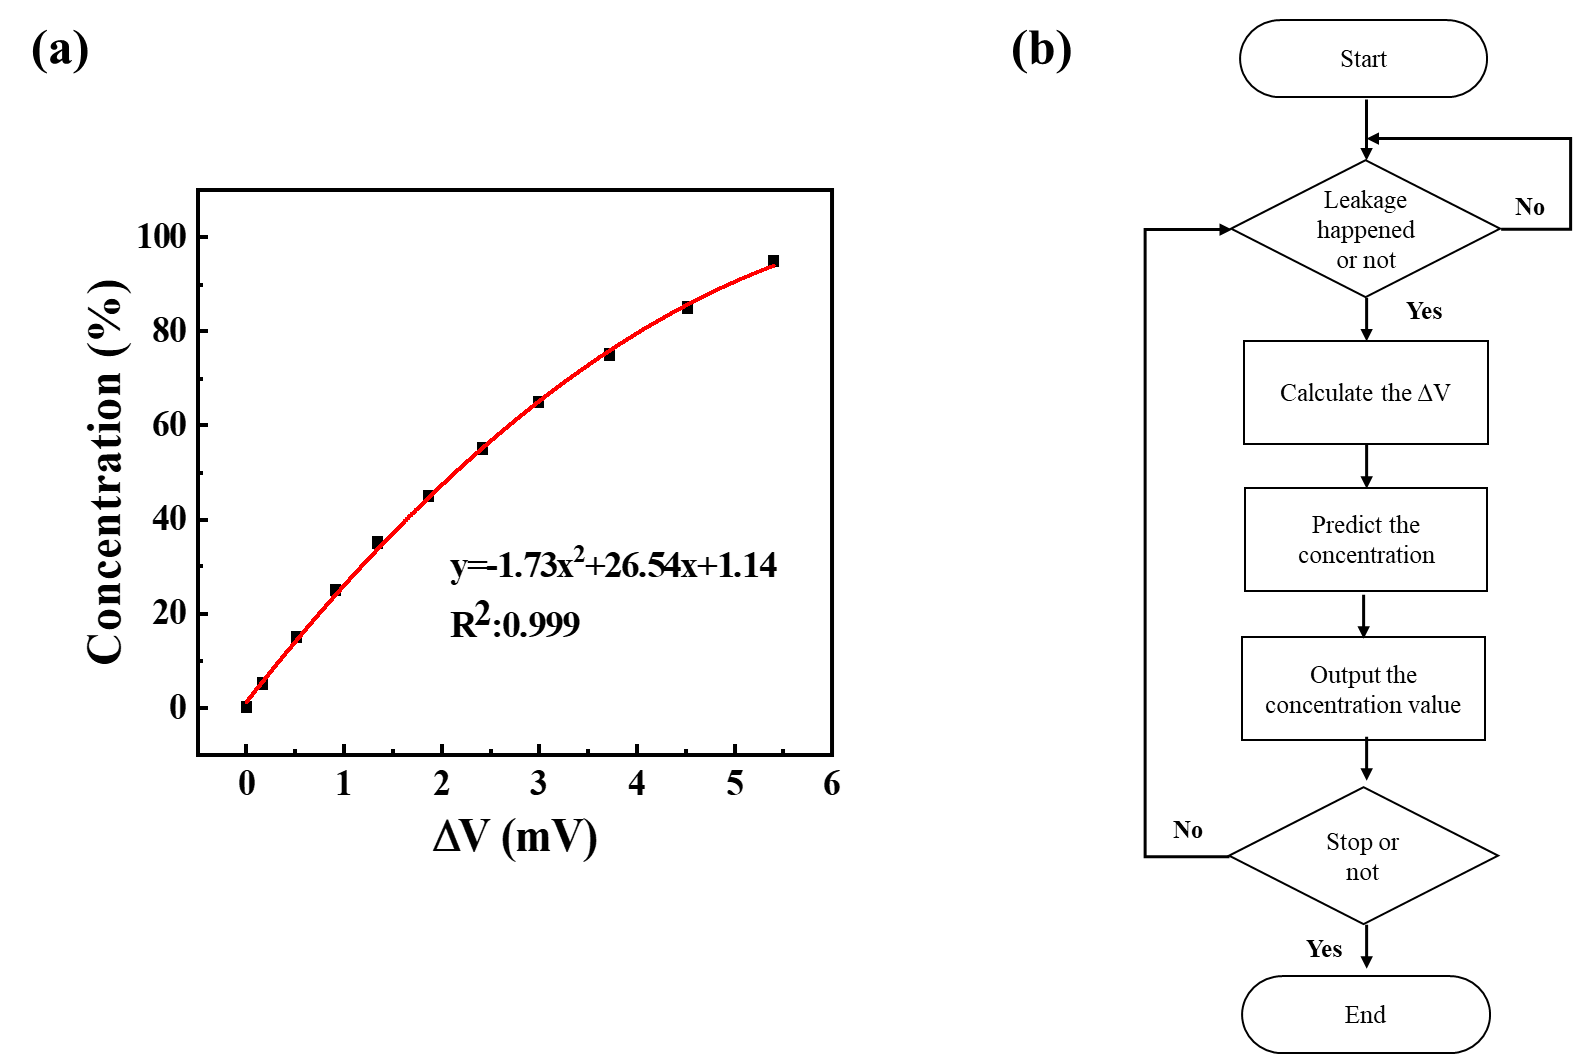 (a)
100
80
60
40
20
0
Concentration (%)
y=-1.73x²+26.54x+1.14
R²:0.999
0 1 2 3 4 5 6
ΔV (mV)
(b)
Start
Leakage
happened
or not
No
Yes
Calculate the ΔV
Predict the
concentration
Output the
concentration value
Stop or
not
No
Yes
End